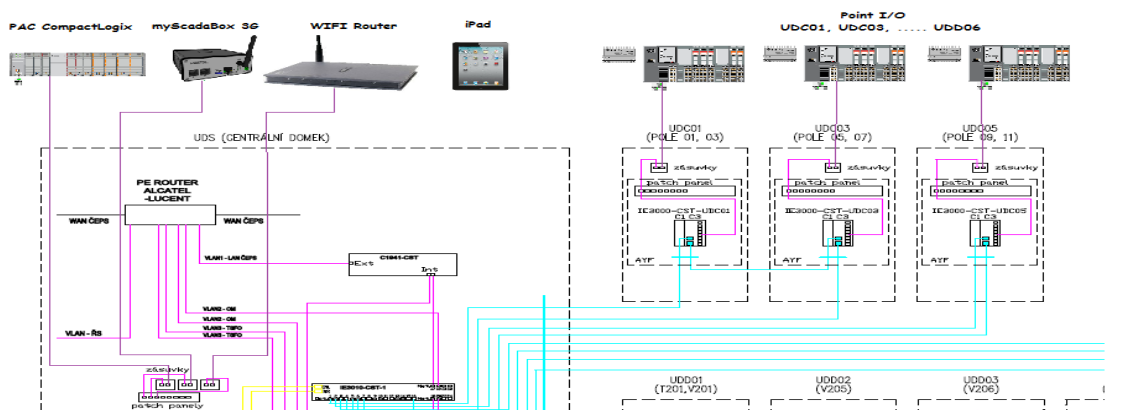 PAC CompactLogix
myScadaBox 3G
WIFI Router
iPad
Point I/O
UDC01, UDC03, ..... UDD06
UDS (CENTRÁLNÍ DOMEK)
PE ROUTER
ALCATEL
-LUCENT
WAN ČEPS
WAN ČEPS
VLAN1 - LAN ČEPS
C1941-CST
Ext
Int
VLAN2 - OM
VLAN2 - OM
VLAN3 - TSFO
VLAN3 - TSFO
VLAN - ŘS
zásuvky
patch panely
IE3010-CST-1
UDC01
(POLE 01, 03)
zásuvky
patch panel
IE3000-CST-UDC01
C1 C3
AYF
UDC03
(POLE 05, 07)
zásuvky
patch panel
IE3000-CST-UDC03
C1 C3
AYF
UDC05
(POLE 09, 11)
zásuvky
patch panel
IE3000-CST-UDC05
C1 C3
AYF
UDD01
(T201,V201)
UDD02
(V205)
UDD03
(V206)